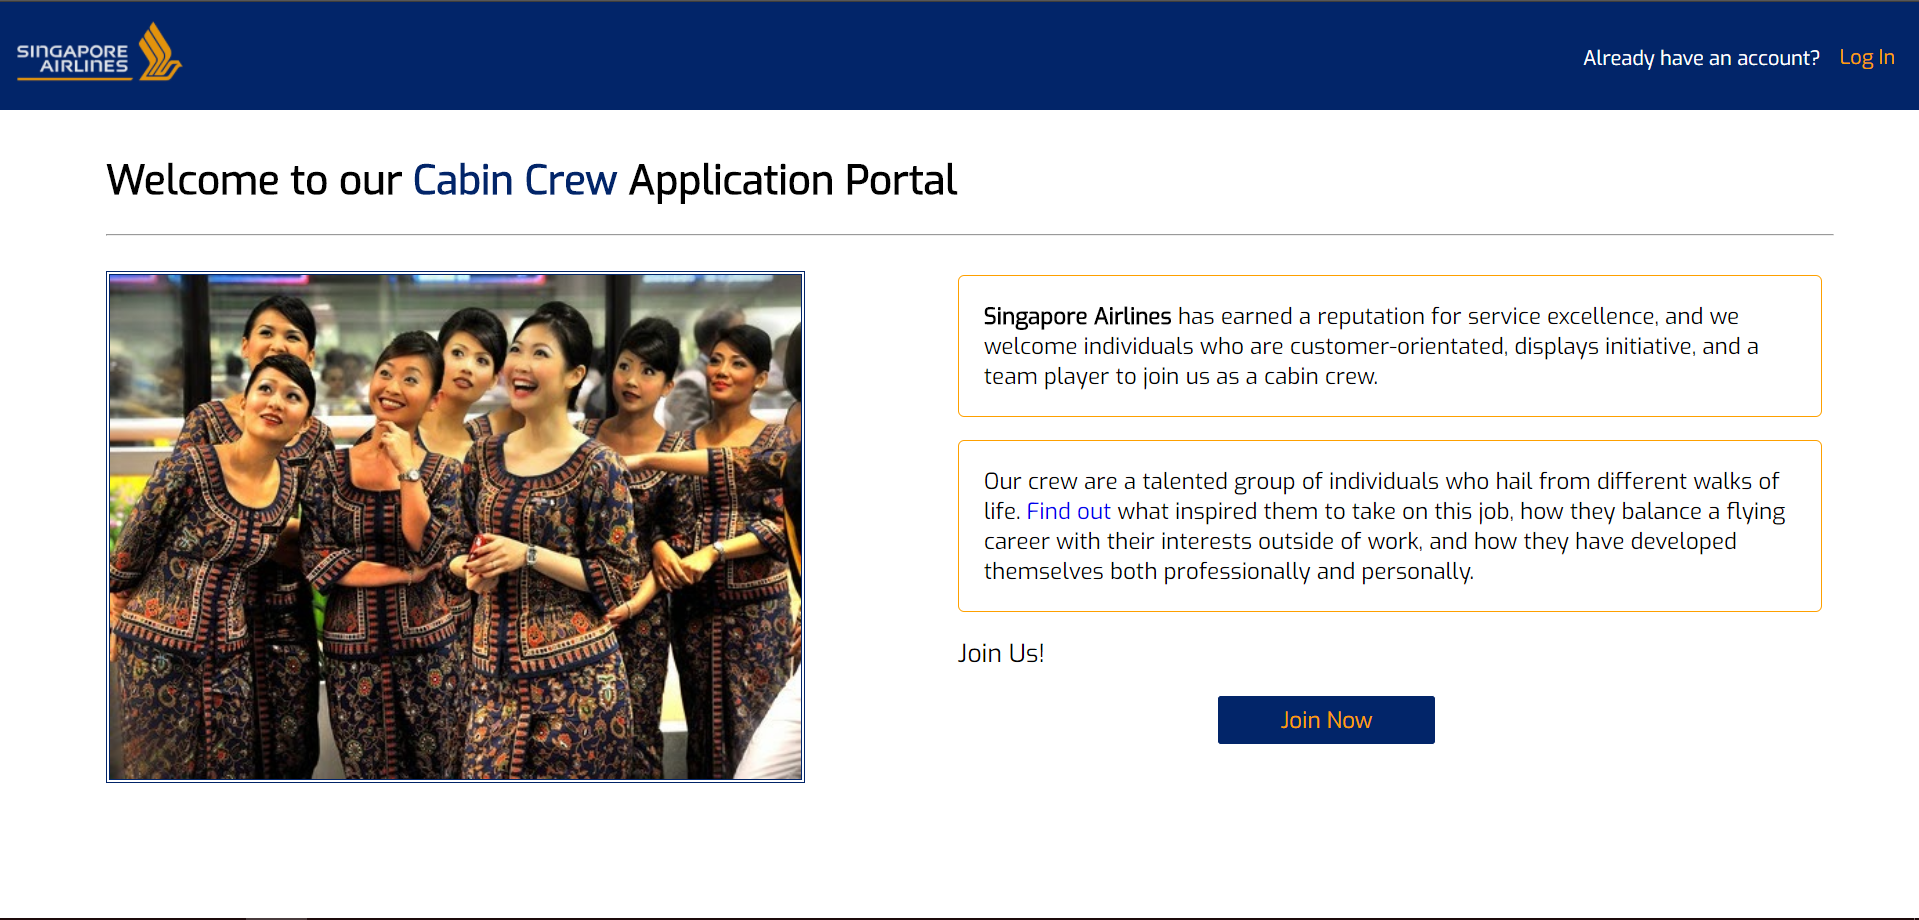 SINGAPORE
AIRLINES
Already have an account? Log In
Welcome to our Cabin Crew Application Portal
Singapore Airlines has earned a reputation for service excellence, and we
welcome individuals who are customer-orientated, displays initiative, and a
team player to join us as a cabin crew.
Our crew are a talented group of individuals who hail from different walks of
life. Find out what inspired them to take on this job, how they balance a flying
career with their interests outside of work, and how they have developed
themselves both professionally and personally.
Join Us!
Join Now